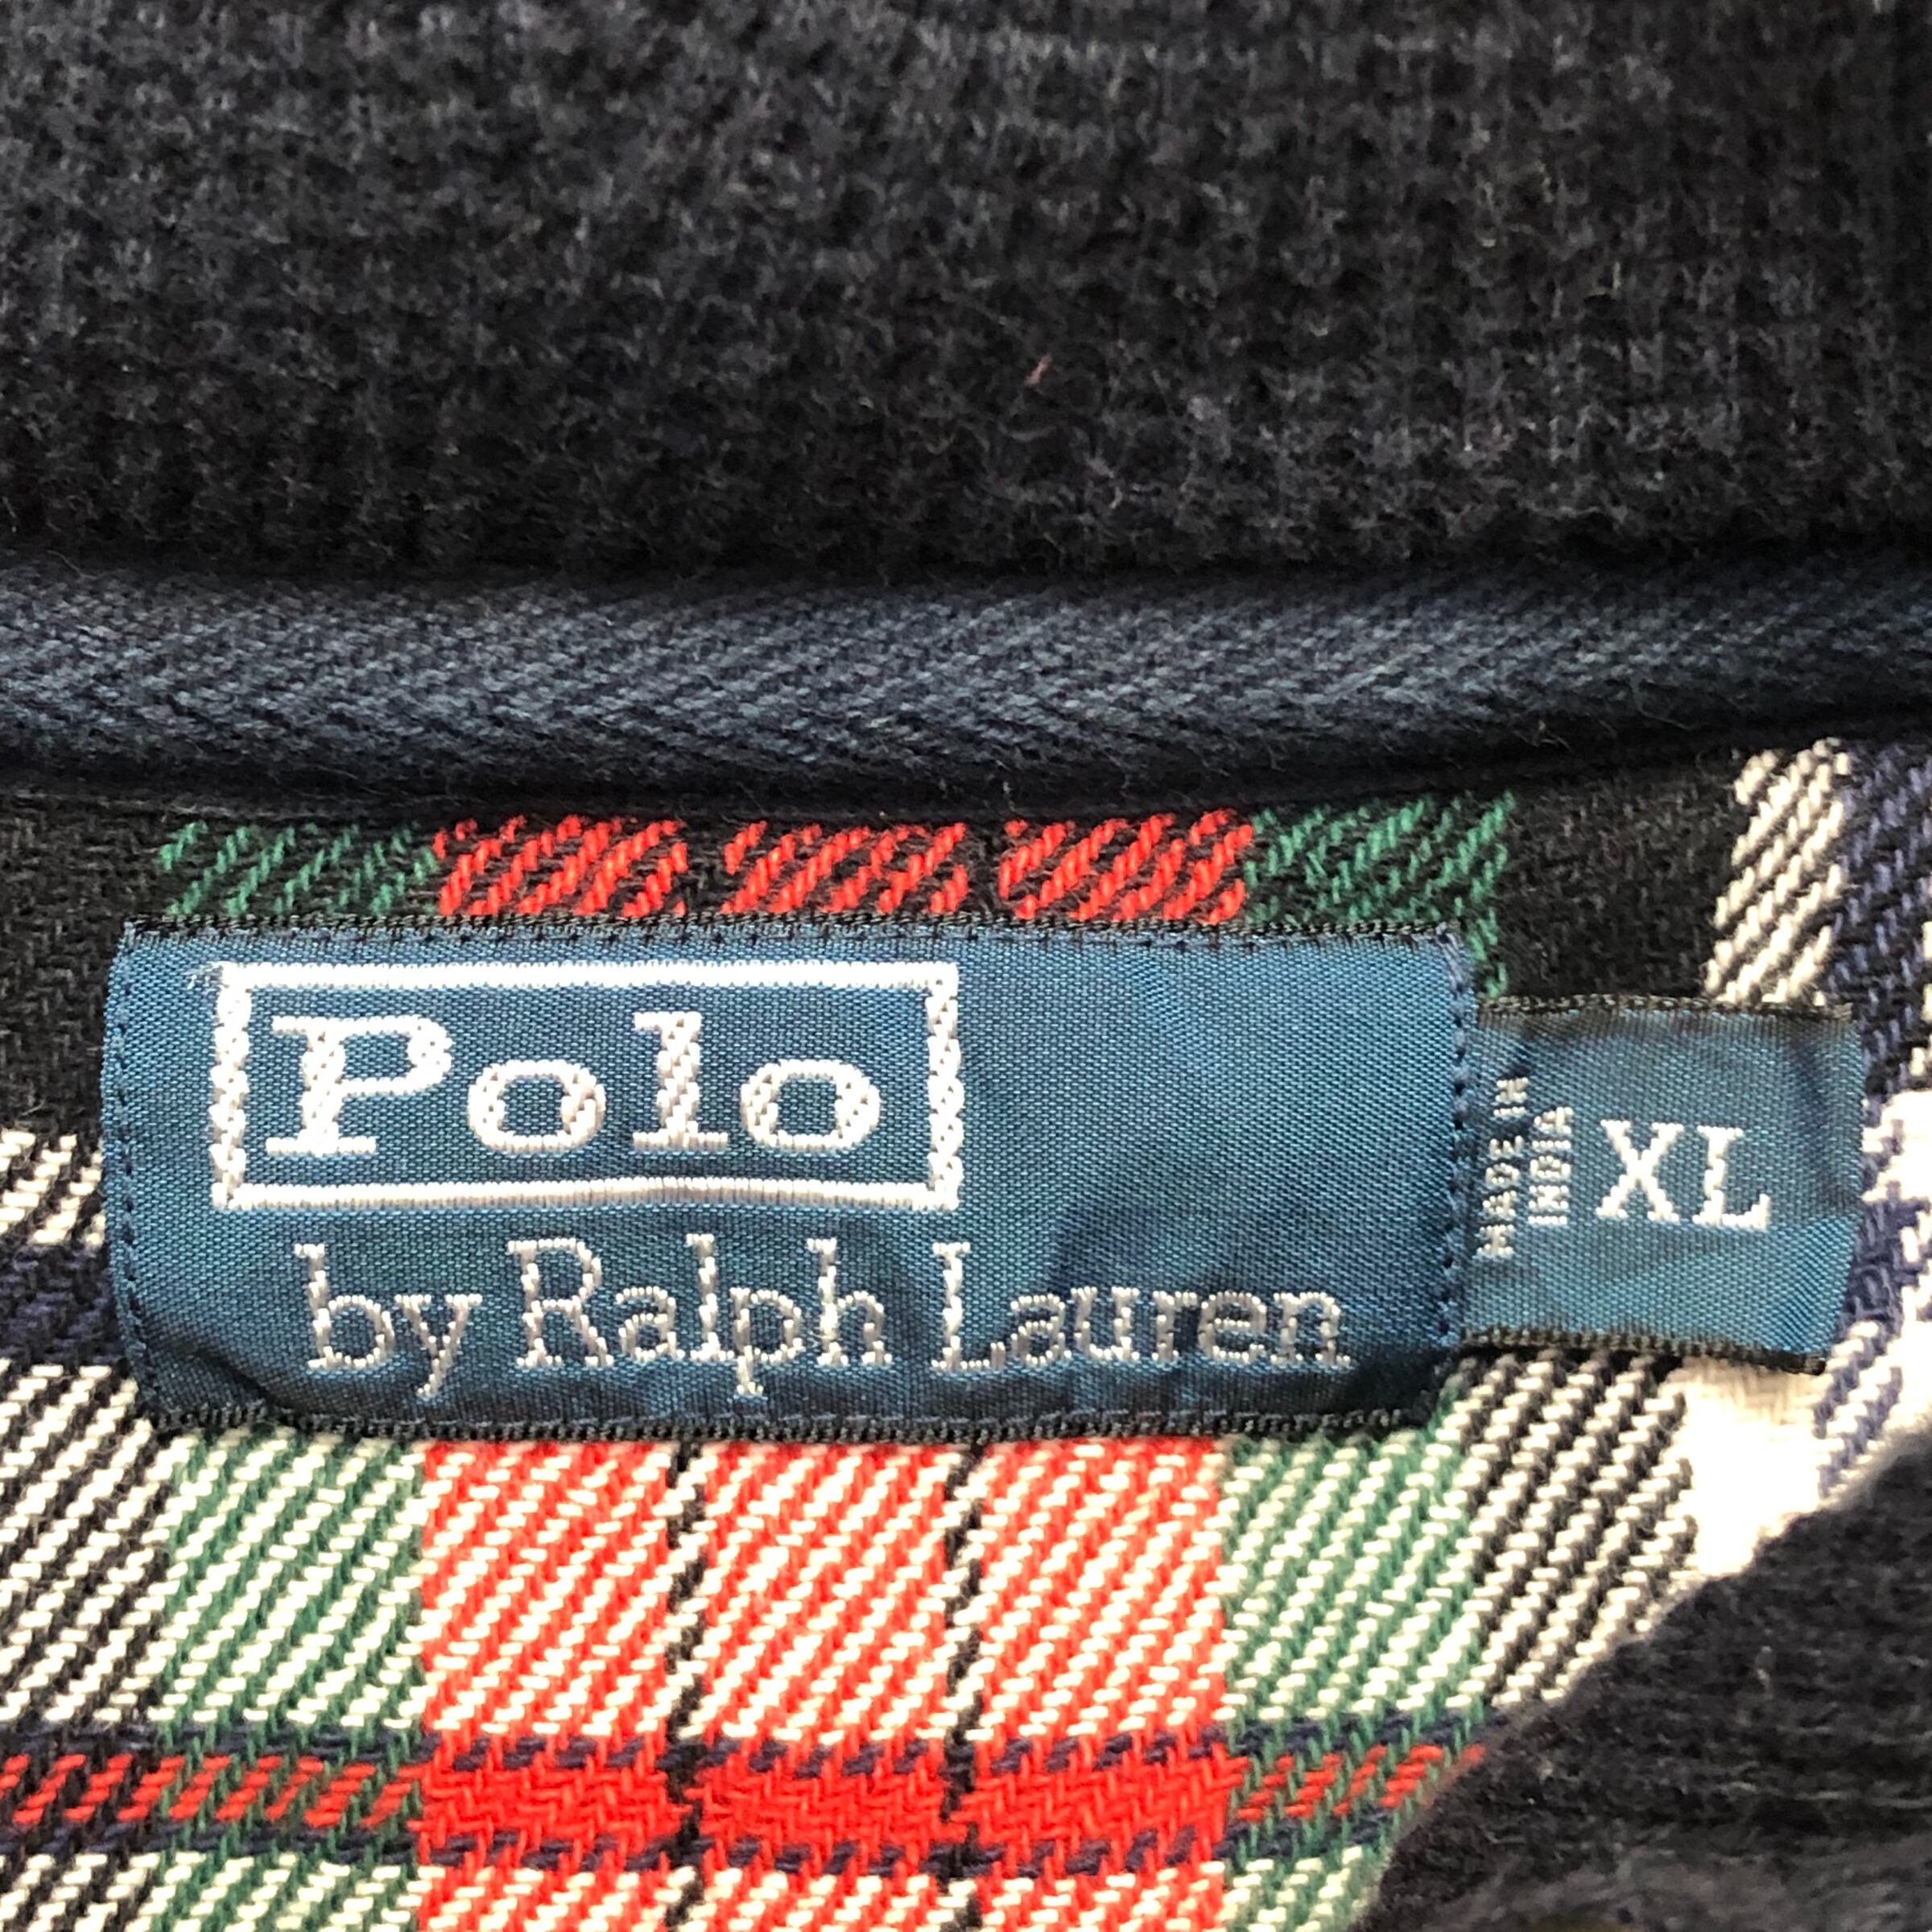 Polo
by Ralph Lauren
MADE IN
INDIA
XL